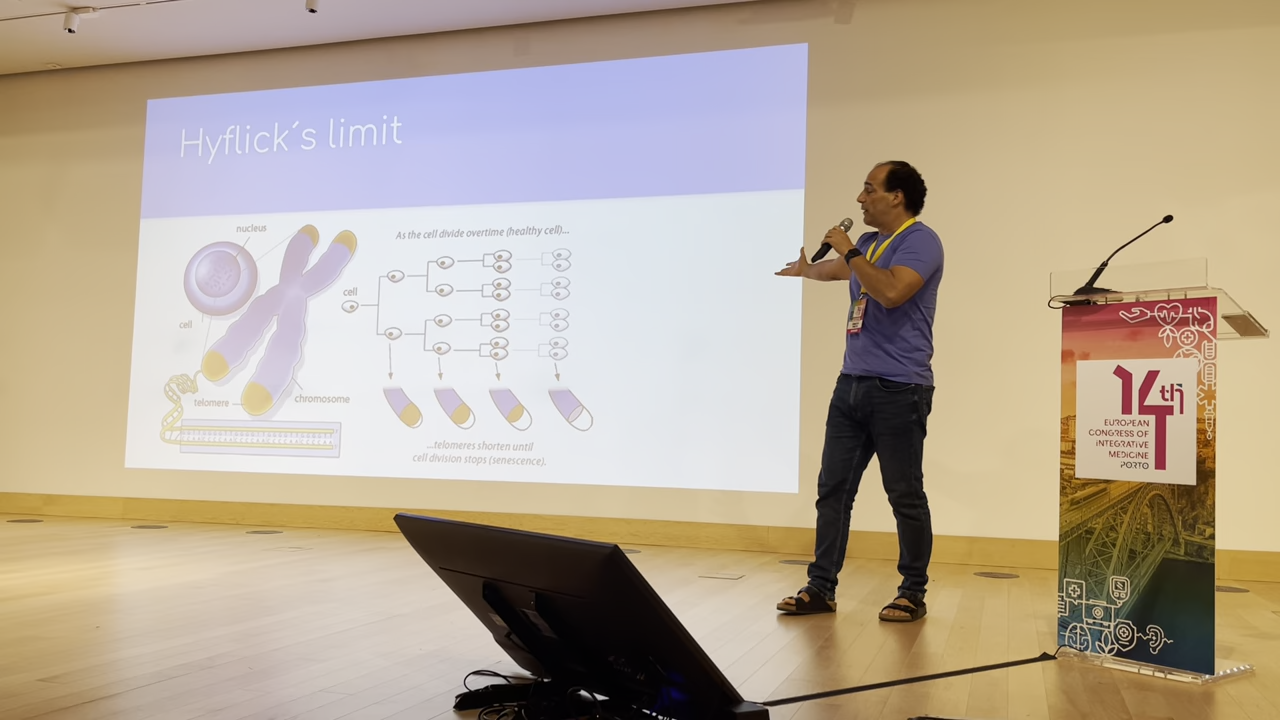 Hyflick´s limit
nucleus
As the cell divide overtime (healthy cell)...
cell
cell
telomere
chromosome
...telomeres shorten until
cell division stops (senescence).
14th
EUROPEAN
CONGRESS OF
INTEGRATIVE
MEDICINE
PORTO